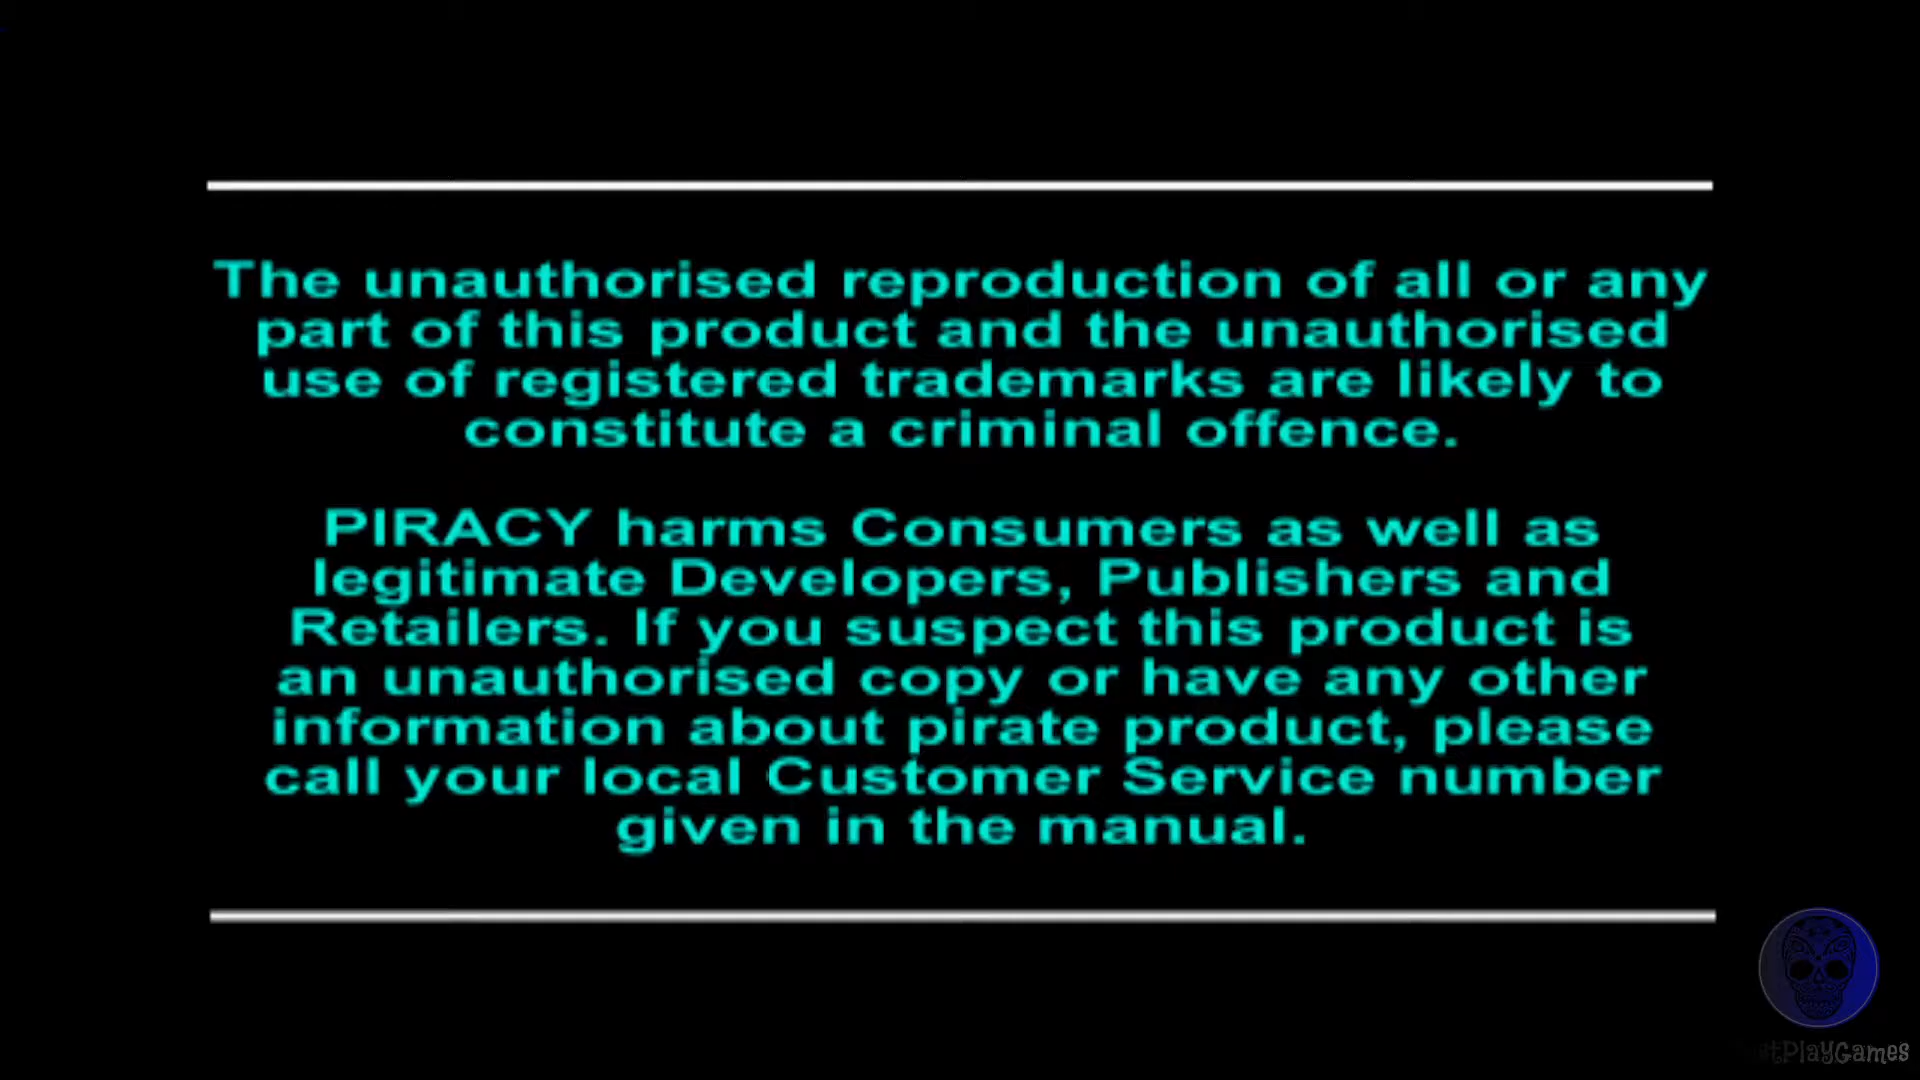 The unauthorised reproduction of all or any
part of this product and the unauthorised
use of registered trademarks are likely to
constitute a criminal offence.
PIRACY harms Consumers as well as
legitimate Developers, Publishers and
Retailers. If you suspect this product is
an unauthorised copy or have any other
information about pirate product, please
call your local Customer Service number
given in the manual.